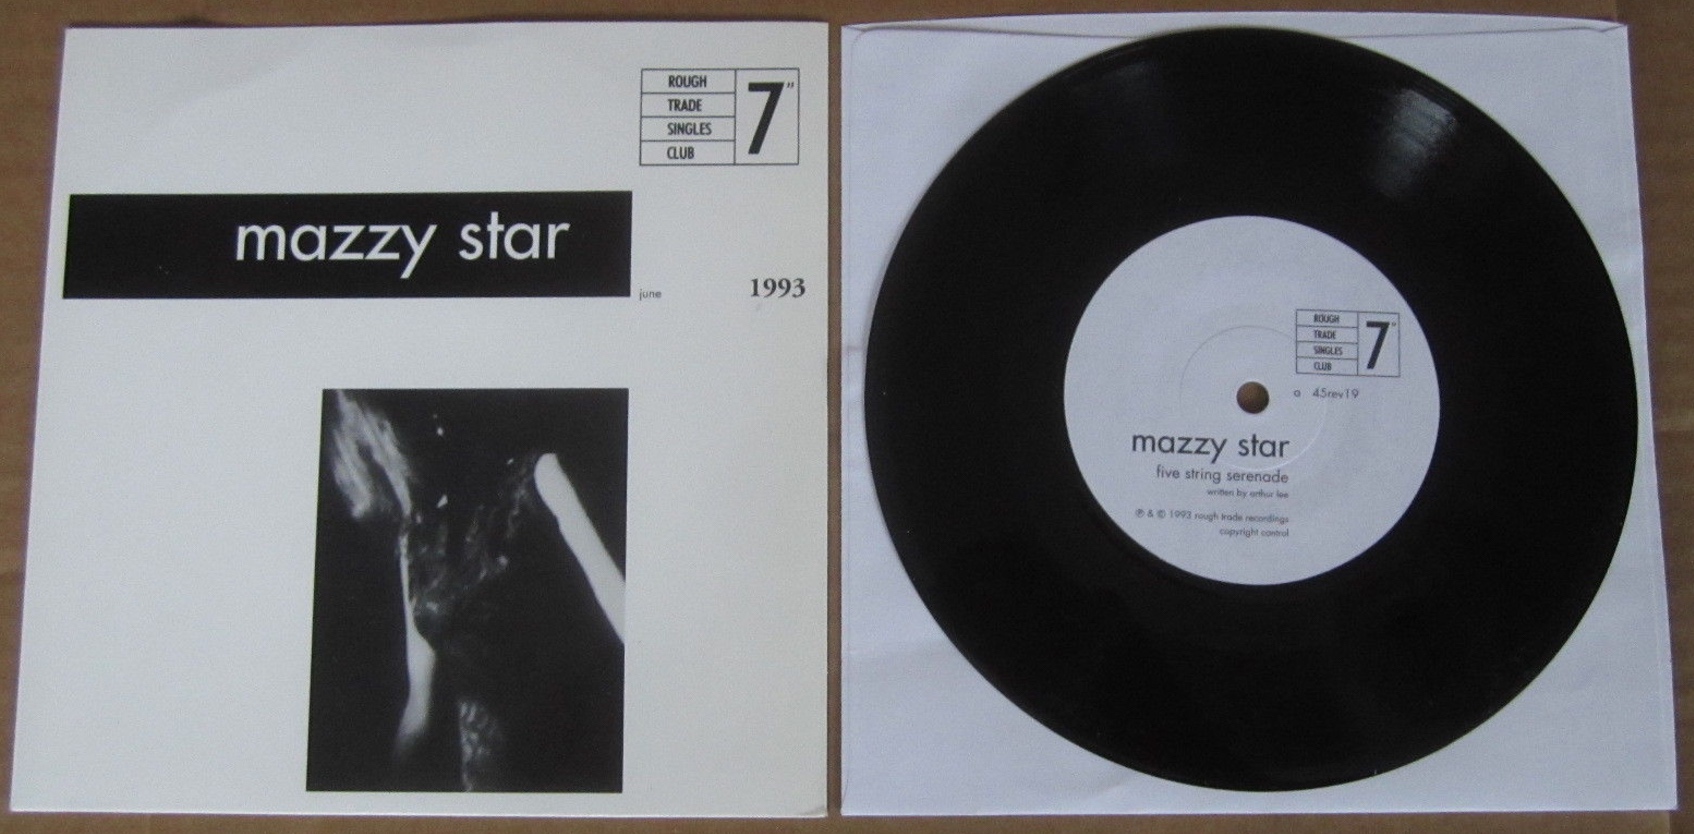 ROUGH
TRADE
SINGLES
CLUB
7"
mazzy star
june 1993
ROUGH
TRADE
SINGLES
CLUB
7"
a 45rev19
mazzy star
five string serenade
written by arthur lee
℗ & © 1993 rough trade recordings
copyright control